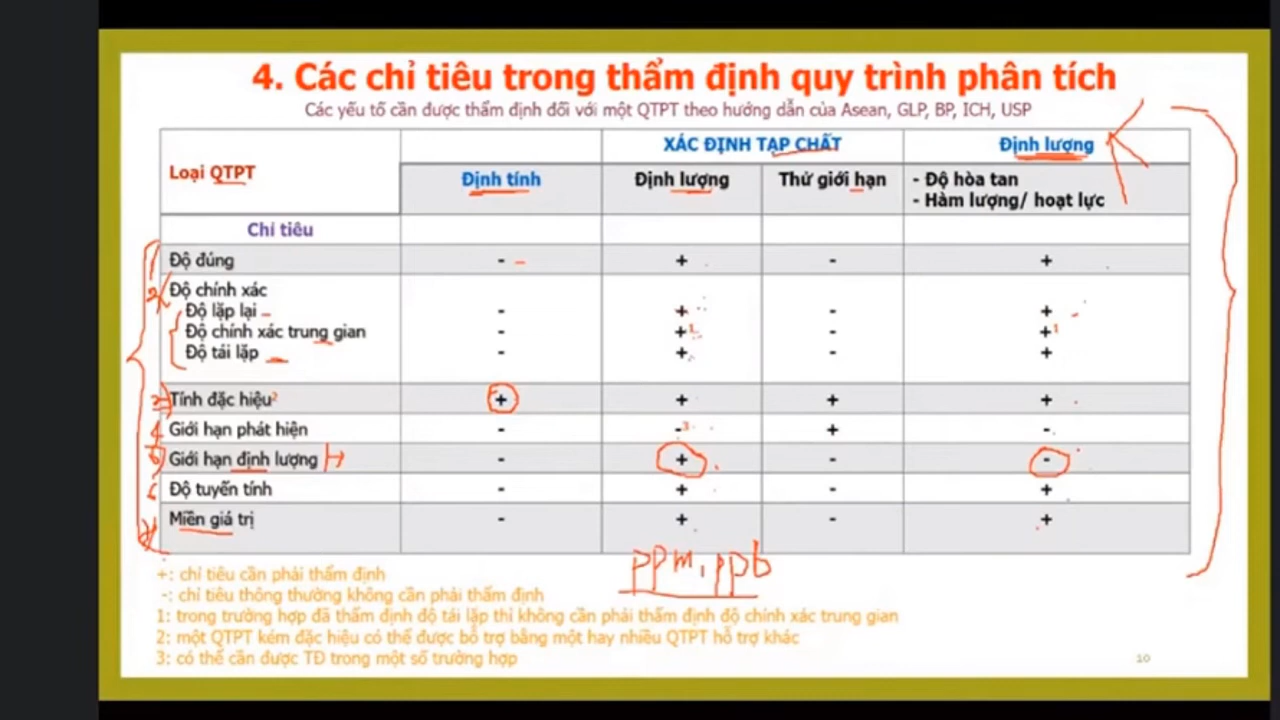 4. Các chỉ tiêu trong thẩm định quy trình phân tích
Các yếu tố cần được thẩm định đối với một QTPT theo hướng dẫn của Asean, GLP, BP, ICH, USP
Loại QTPT
XÁC ĐỊNH TẠP CHẤT
Định lượng
Định tính
Định lượng
Thử giới hạn
- Độ hòa tan
- Hàm lượng/ hoạt lực
Chỉ tiêu
Độ đúng - + - +
Độ chính xác
Độ lặp lại - + - +
Độ chính xác trung gian - +1 - +1
Độ tái lặp - + - +
Tính đặc hiệu2 + + + +
Giới hạn phát hiện - -3 + -
Giới hạn định lượng - + - -
Độ tuyến tính - + - +
Miền giá trị - + - +
ppm, ppb
+: chỉ tiêu cần phải thẩm định
-: chỉ tiêu thông thường không cần phải thẩm định
1: trong trường hợp đã thẩm định độ tái lặp thì không cần phải thẩm định độ chính xác trung gian
2: một QTPT kém đặc hiệu có thể được bổ trợ bằng một hay nhiều QTPT hỗ trợ khác
3: có thể cần được TĐ trong một số trường hợp
10